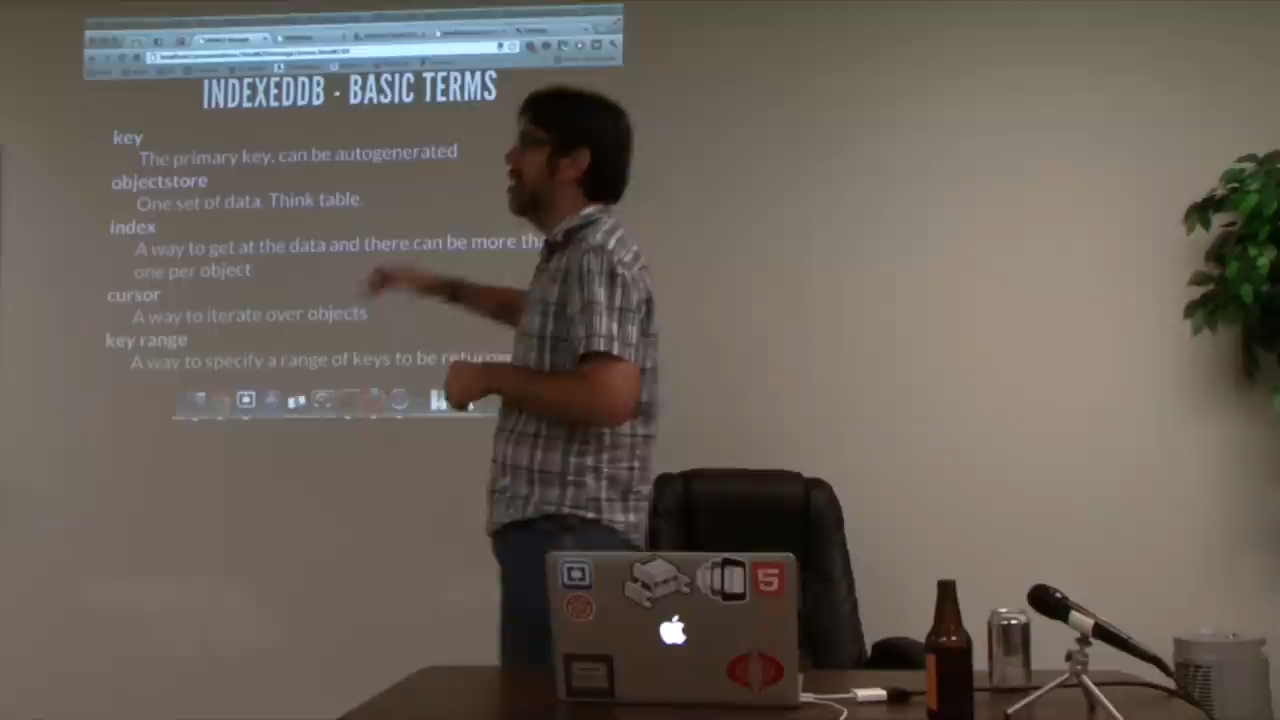 INDEXEDDB - BASIC TERMS
key
The primary key, can be autogenerated
objectstore
One set of data. Think table.
index
A way to get at the data and there can be more th
one per object
cursor
A way to iterate over objects
key range
A way to specify a range of keys to be returne
5